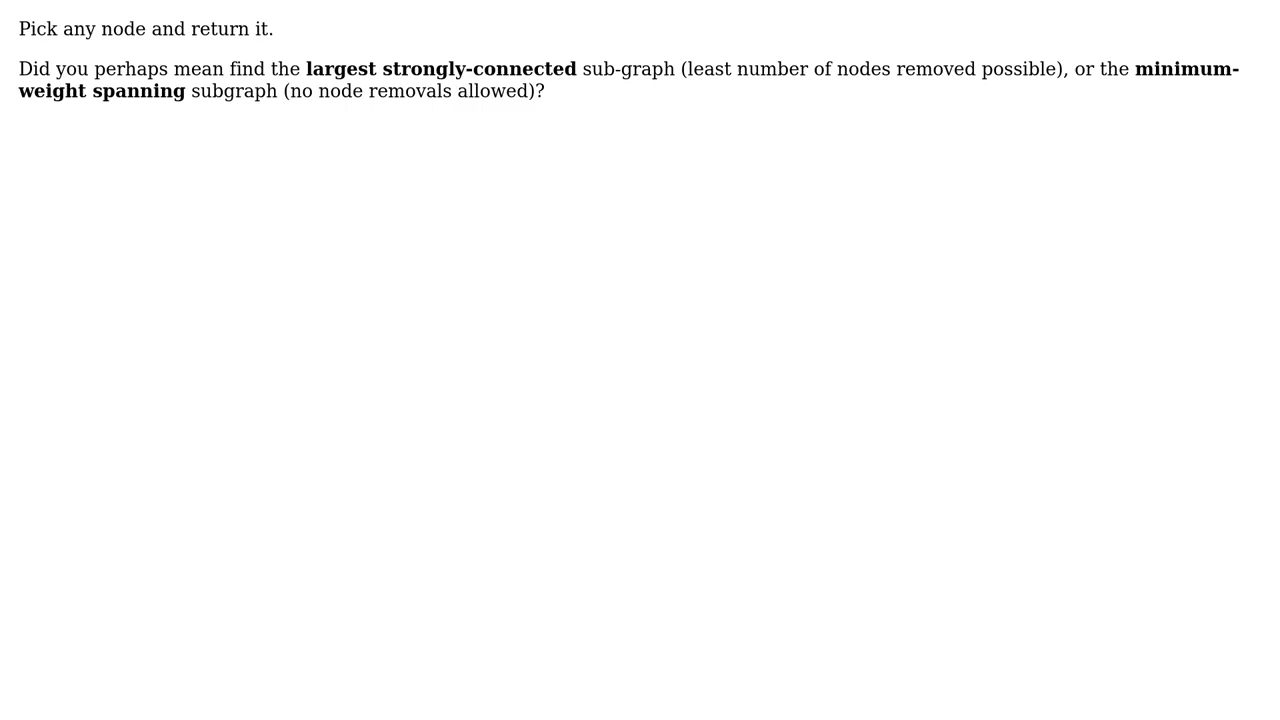 Pick any node and return it.
Did you perhaps mean find the largest strongly-connected sub-graph (least number of nodes removed possible), or the minimum-
weight spanning subgraph (no node removals allowed)?